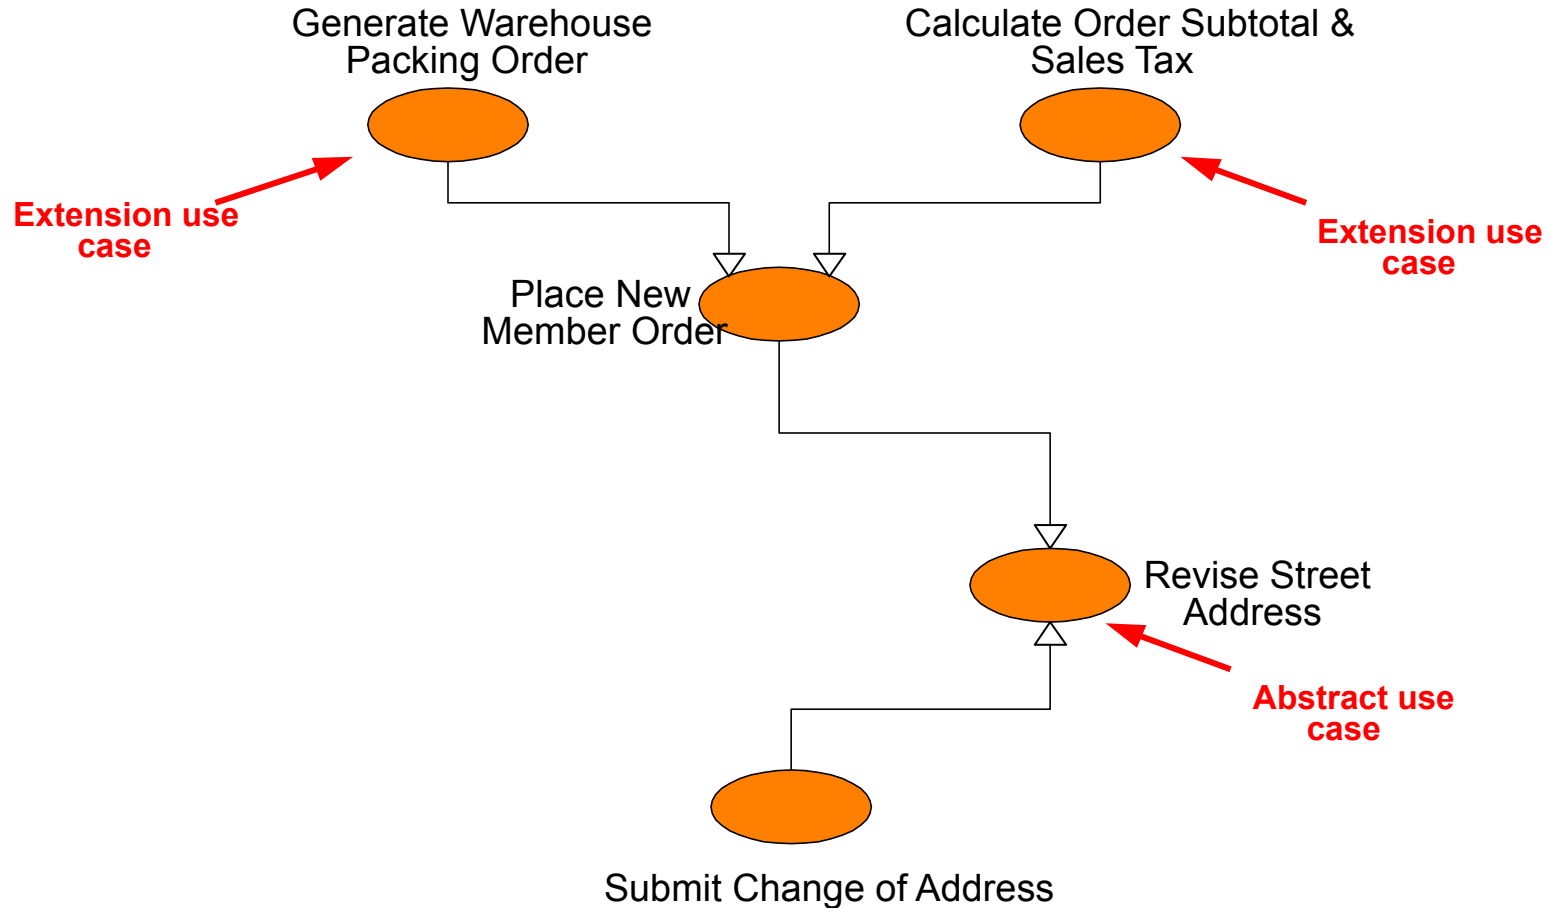 Generate Warehouse
Packing Order
Calculate Order Subtotal &
Sales Tax
Extension use
case
Extension use
case
Place New
Member Order
Revise Street
Address
Abstract use
case
Submit Change of Address